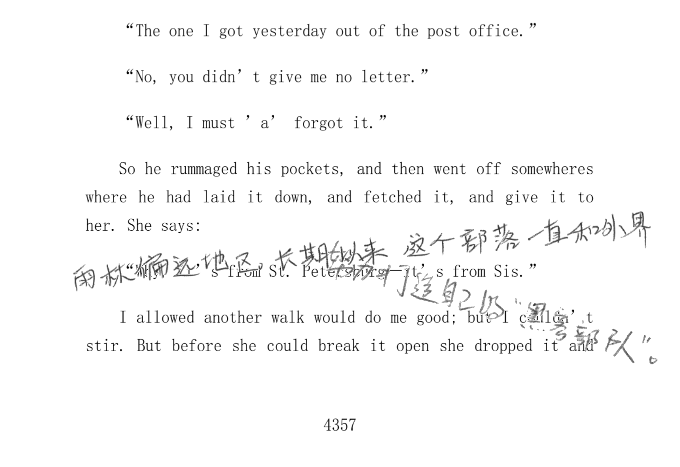 “The one I got yesterday out of the post office.”
“No, you didn’t give me no letter.”
“Well, I must ’a’ forgot it.”
So he rummaged his pockets, and then went off somewheres
where he had laid it down, and fetched it, and give it to
her. She says:
雨林偏远地区,长期以来 这个部落一直和外界
’s from St. Petersburg—it’s from Sis.”
打造自己的“黑客部队”。
I allowed another walk would do me good; but I couldn’t
stir. But before she could break it open she dropped it and
4357